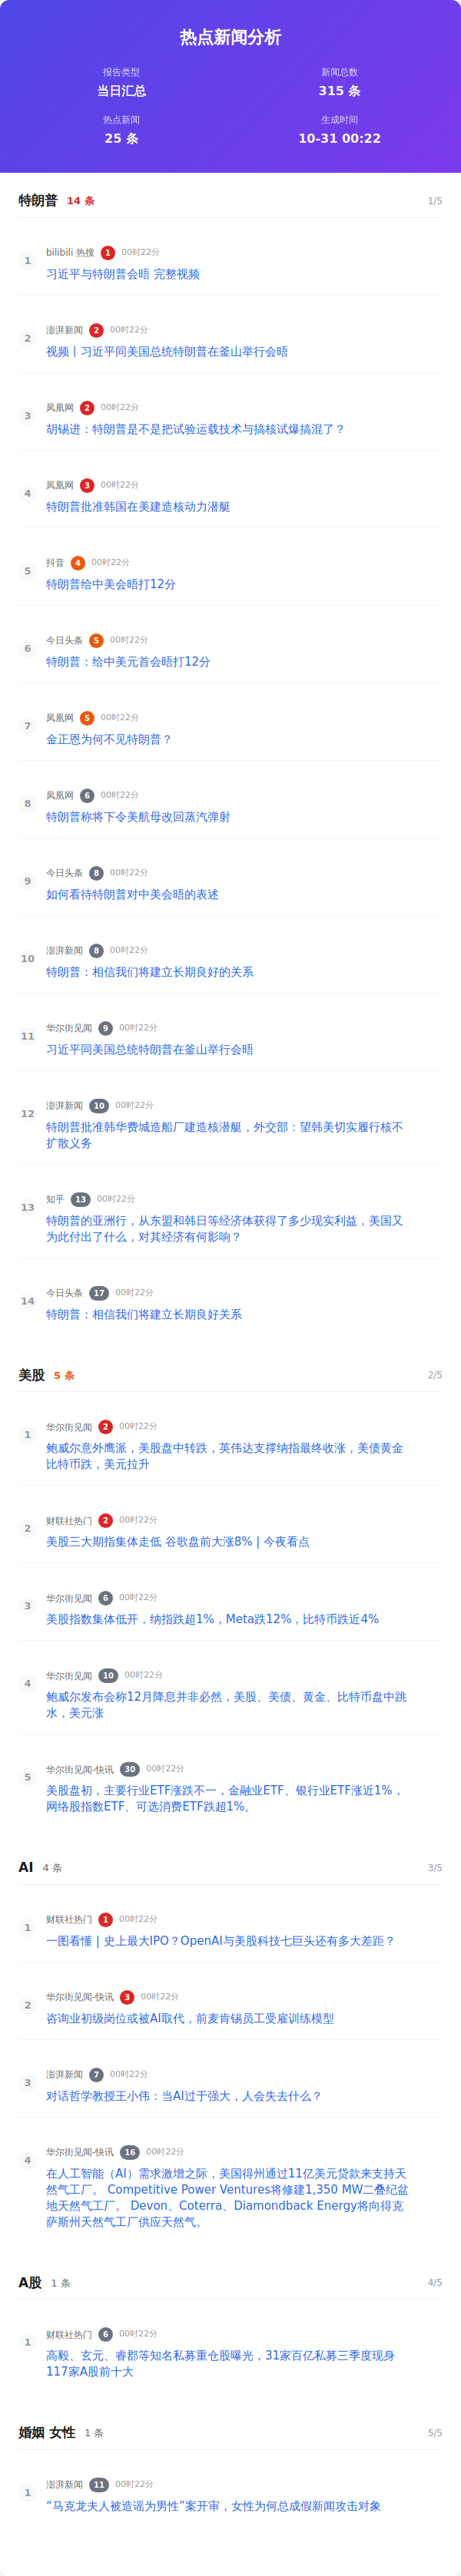 热点新闻分析
报告类型
当日汇总
新闻总数
315 条
热点新闻
25 条
生成时间
10-31 00:22
特朗普 14 条 1/5
1
bilibili 热搜 1 00时22分
习近平与特朗普会晤 完整视频
2
澎湃新闻 2 00时22分
视频丨习近平同美国总统特朗普在釜山举行会晤
3
凤凰网 2 00时22分
胡锡进：特朗普是不是把试验运载技术与搞核试爆搞混了？
4
凤凰网 3 00时22分
特朗普批准韩国在美建造核动力潜艇
5
抖音 4 00时22分
特朗普给中美会晤打12分
6
今日头条 5 00时22分
特朗普：给中美元首会晤打12分
7
凤凰网 5 00时22分
金正恩为何不见特朗普？
8
凤凰网 6 00时22分
特朗普称将下令美航母改回蒸汽弹射
9
今日头条 8 00时22分
如何看待特朗普对中美会晤的表述
10
澎湃新闻 8 00时22分
特朗普：相信我们将建立长期良好的关系
11
华尔街见闻 9 00时22分
习近平同美国总统特朗普在釜山举行会晤
12
澎湃新闻 10 00时22分
特朗普批准韩华费城造船厂建造核潜艇，外交部：望韩美切实履行核不
扩散义务
13
知乎 13 00时22分
特朗普的亚洲行，从东盟和韩日等经济体获得了多少现实利益，美国又
为此付出了什么，对其经济有何影响？
14
今日头条 17 00时22分
特朗普：相信我们将建立长期良好关系
美股 5 条 2/5
1
华尔街见闻 2 00时22分
鲍威尔意外鹰派，美股盘中转跌，英伟达支撑纳指最终收涨，美债黄金
比特币跌，美元拉升
2
财联社热门 2 00时22分
美股三大期指集体走低 谷歌盘前大涨8% | 今夜看点
3
华尔街见闻 6 00时22分
美股指数集体低开，纳指跌超1%，Meta跌12%，比特币跌近4%
4
华尔街见闻 10 00时22分
鲍威尔发布会称12月降息并非必然，美股、美债、黄金、比特币盘中跳
水，美元涨
5
华尔街见闻-快讯 30 00时22分
美股盘初，主要行业ETF涨跌不一，金融业ETF、银行业ETF涨近1%，
网络股指数ETF、可选消费ETF跌超1%。
AI 4 条 3/5
1
财联社热门 1 00时22分
一图看懂 | 史上最大IPO？OpenAI与美股科技七巨头还有多大差距？
2
华尔街见闻-快讯 3 00时22分
咨询业初级岗位或被AI取代，前麦肯锡员工受雇训练模型
3
澎湃新闻 7 00时22分
对话哲学教授王小伟：当AI过于强大，人会失去什么？
4
华尔街见闻-快讯 16 00时22分
在人工智能（AI）需求激增之际，美国得州通过11亿美元贷款来支持天
然气工厂。 Competitive Power Ventures将修建1,350 MW二叠纪盆
地天然气工厂。 Devon、Coterra、Diamondback Energy将向得克
萨斯州天然气工厂供应天然气。
A股 1 条 4/5
1
财联社热门 6 00时22分
高毅、玄元、睿郡等知名私募重仓股曝光，31家百亿私募三季度现身
117家A股前十大
婚姻 女性 1 条 5/5
1
澎湃新闻 11 00时22分
“马克龙夫人被造谣为男性”案开审，女性为何总成假新闻攻击对象